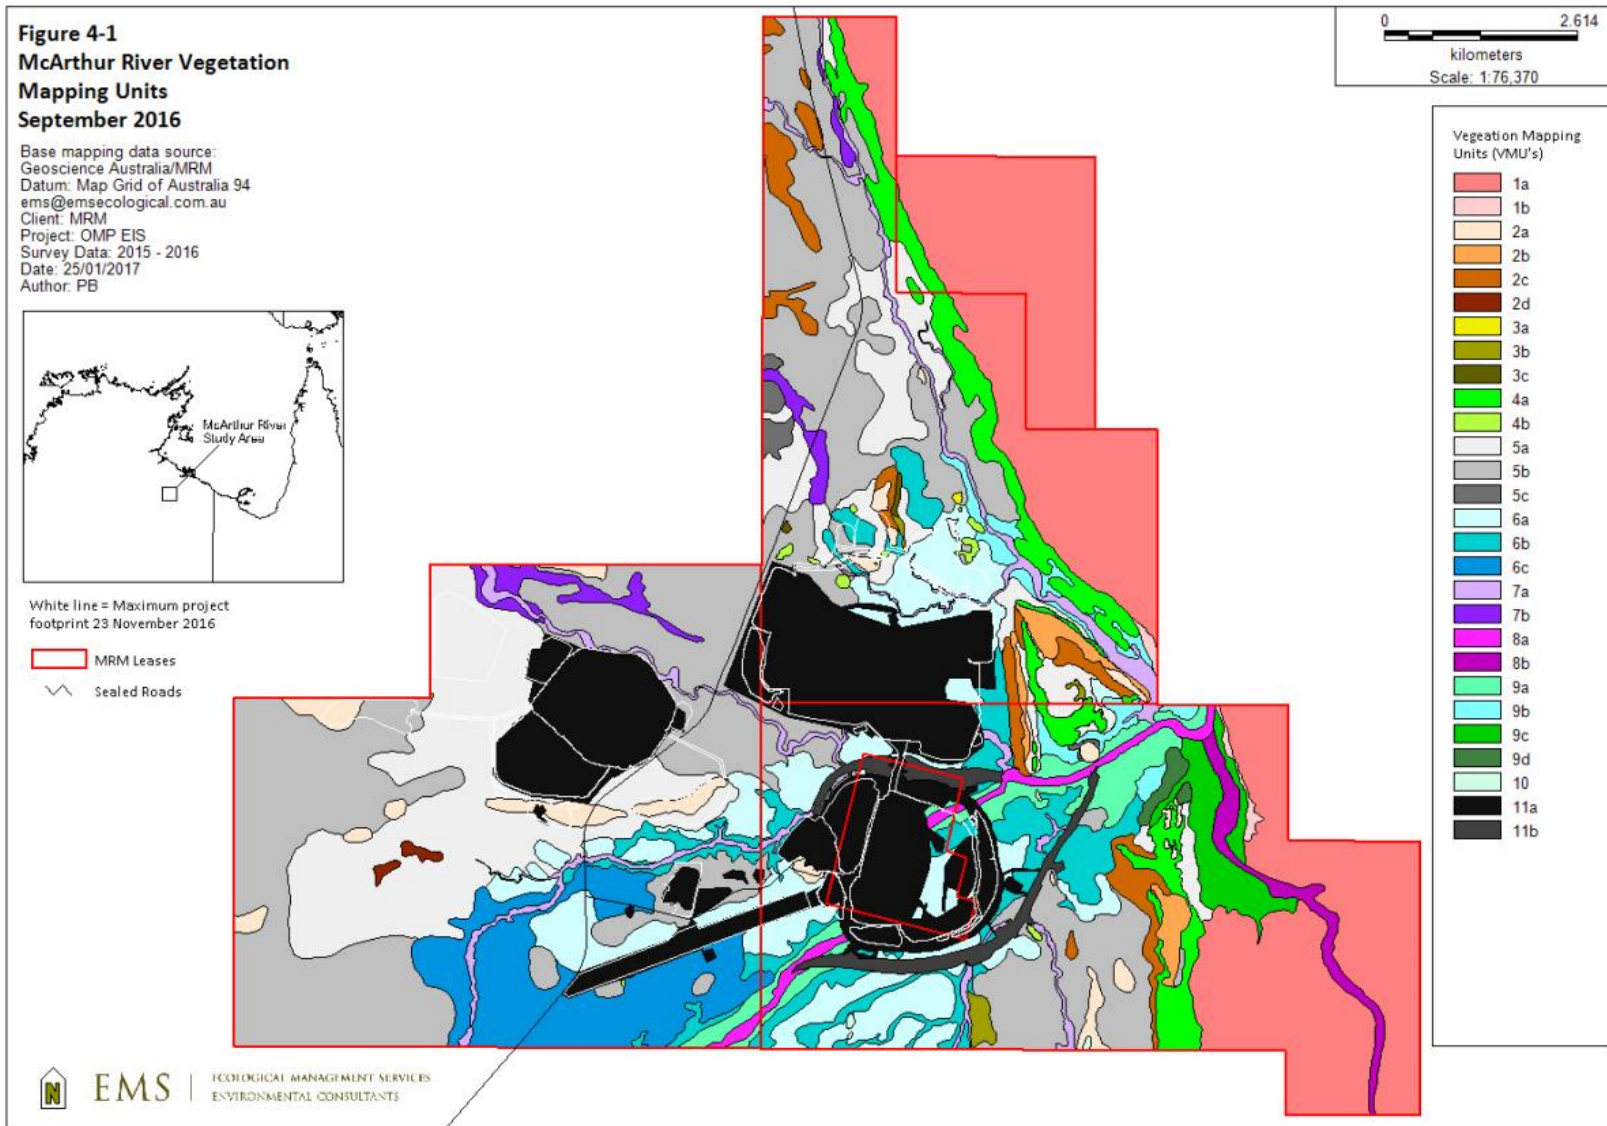 Figure 4-1
McArthur River Vegetation
Mapping Units
September 2016
Base mapping data source:
Geoscience Australia/MRM
Datum: Map Grid of Australia 94
ems@emsecological.com.au
Client: MRM
Project: OMP EIS
Survey Data: 2015 - 2016
Date: 25/01/2017
Author: PB
McArthur River
Study Area
White line = Maximum project
footprint 23 November 2016
MRM Leases
Sealed Roads
0 2.614
kilometers
Scale: 1:76,370
Vegeation Mapping
Units (VMU's)
1a
1b
2a
2b
2c
2d
3a
3b
3c
4a
4b
5a
5b
5c
6a
6b
6c
7a
7b
8a
8b
9a
9b
9c
9d
10
11a
11b
N
EMS
ECOLOGICAL MANAGEMENT SERVICES
ENVIRONMENTAL CONSULTANTS